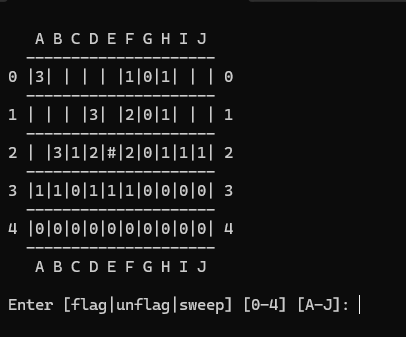 A B C D E F G H I J
---------------------
0 |3| | | | |1|0|1| | | 0
---------------------
1 | | | |3| |2|0|1| | | 1
---------------------
2 | |3|1|2|#|2|0|1|1|1| 2
---------------------
3 |1|1|0|1|1|1|0|0|0|0| 3
---------------------
4 |0|0|0|0|0|0|0|0|0|0| 4
---------------------
A B C D E F G H I J
Enter [flag|unflag|sweep] [0-4] [A-J]: